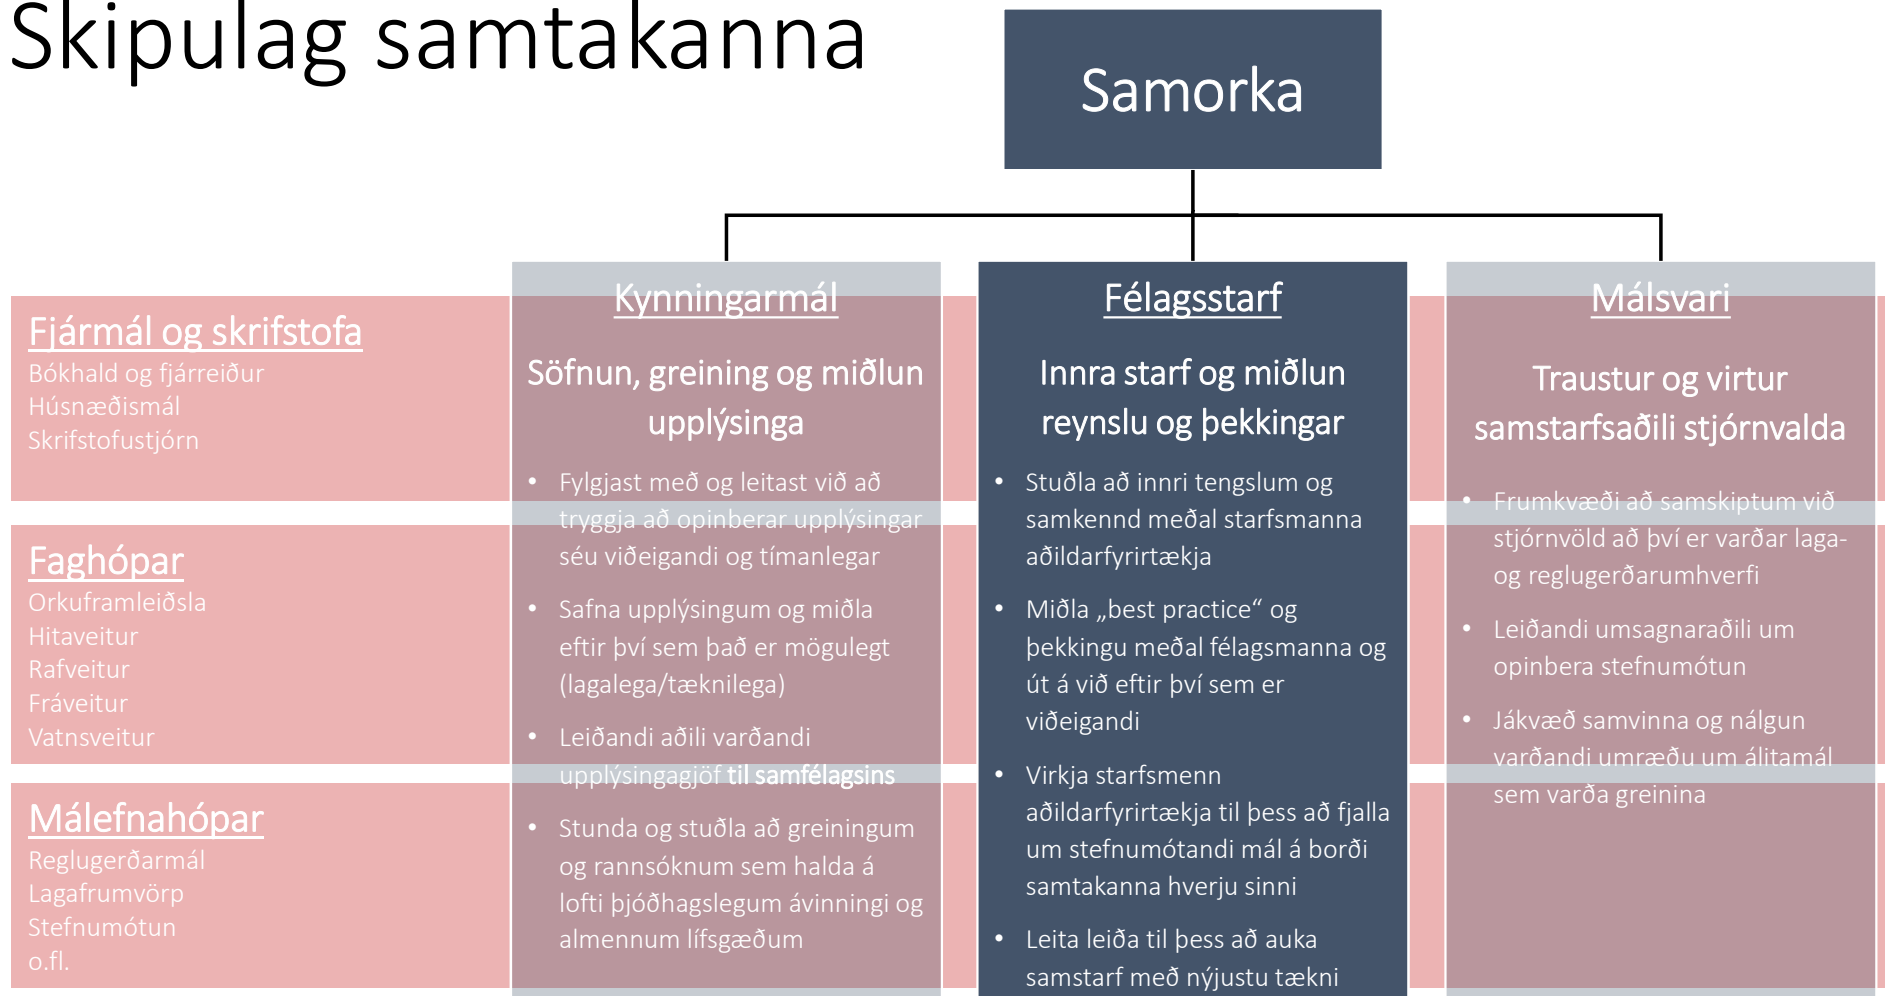 Skipulag samtakanna
Samorka
Fjármál og skrifstofa
Bókhald og fjárreiður
Húsnæðismál
Skrifstofustjórn
Faghópar
Orkuframleiðsla
Hitaveitur
Rafveitur
Fráveitur
Vatnsveitur
Málefnahópar
Reglugerðarmál
Lagafrumvörp
Stefnumótun
o.fl.
Kynningarmál
Söfnun, greining og miðlun
upplýsinga
• Fylgjast með og leitast við að
tryggja að opinberar upplýsingar
séu viðeigandi og tímanlegar
• Safna upplýsingum og miðla
eftir því sem það er mögulegt
(lagalega/tæknilega)
• Leiðandi aðili varðandi
upplýsingagjöf til samfélagsins
• Stunda og stuðla að greiningum
og rannsóknum sem halda á
lofti þjóðhagslegum ávinningi og
almennum lífsgæðum
Félagsstarf
Innra starf og miðlun
reynslu og þekkingar
• Stuðla að innri tengslum og
samkennd meðal starfsmanna
aðildarfyrirtækja
• Miðla „best practice“ og
þekkingu meðal félagsmanna og
út á við eftir því sem er
viðeigandi
• Virkja starfsmenn
aðildarfyrirtækja til þess að fjalla
um stefnumótandi mál á borði
samtakanna hverju sinni
• Leita leiða til þess að auka
samstarf með nýjustu tækni
Málsvari
Traustur og virtur
samstarfsaðili stjórnvalda
• Frumkvæði að samskiptum við
stjórnvöld að því er varðar laga-
og reglugerðarumhverfi
• Leiðandi umsagnaraðili um
opinbera stefnumótun
• Jákvæð samvinna og nálgun
varðandi umræðu um álitamál
sem varða greinina